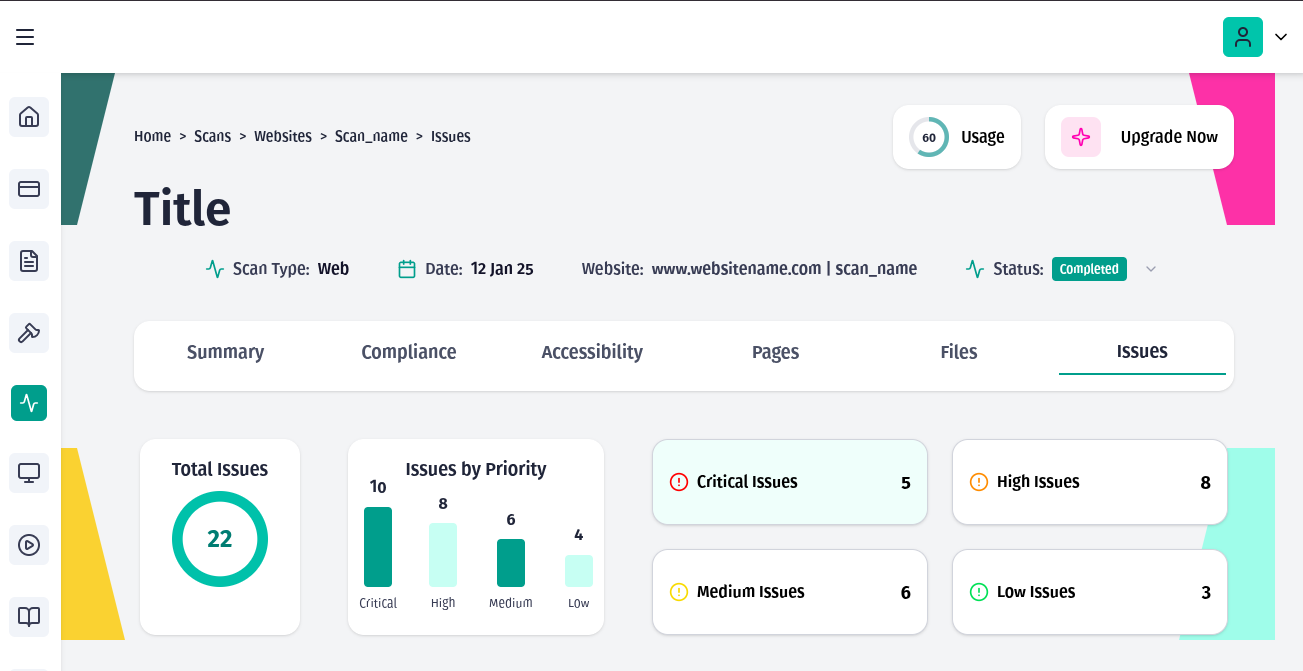 Home > Scans > Websites > Scan_name > Issues
60 Usage
Upgrade Now
Title
Scan Type: Web
Date: 12 Jan 25
Website: www.websitename.com | scan_name
Status: Completed
Summary
Compliance
Accessibility
Pages
Files
Issues
Total Issues
22
Issues by Priority
10
8
6
4
Critical
High
Medium
Low
Critical Issues 5
High Issues 8
Medium Issues 6
Low Issues 3